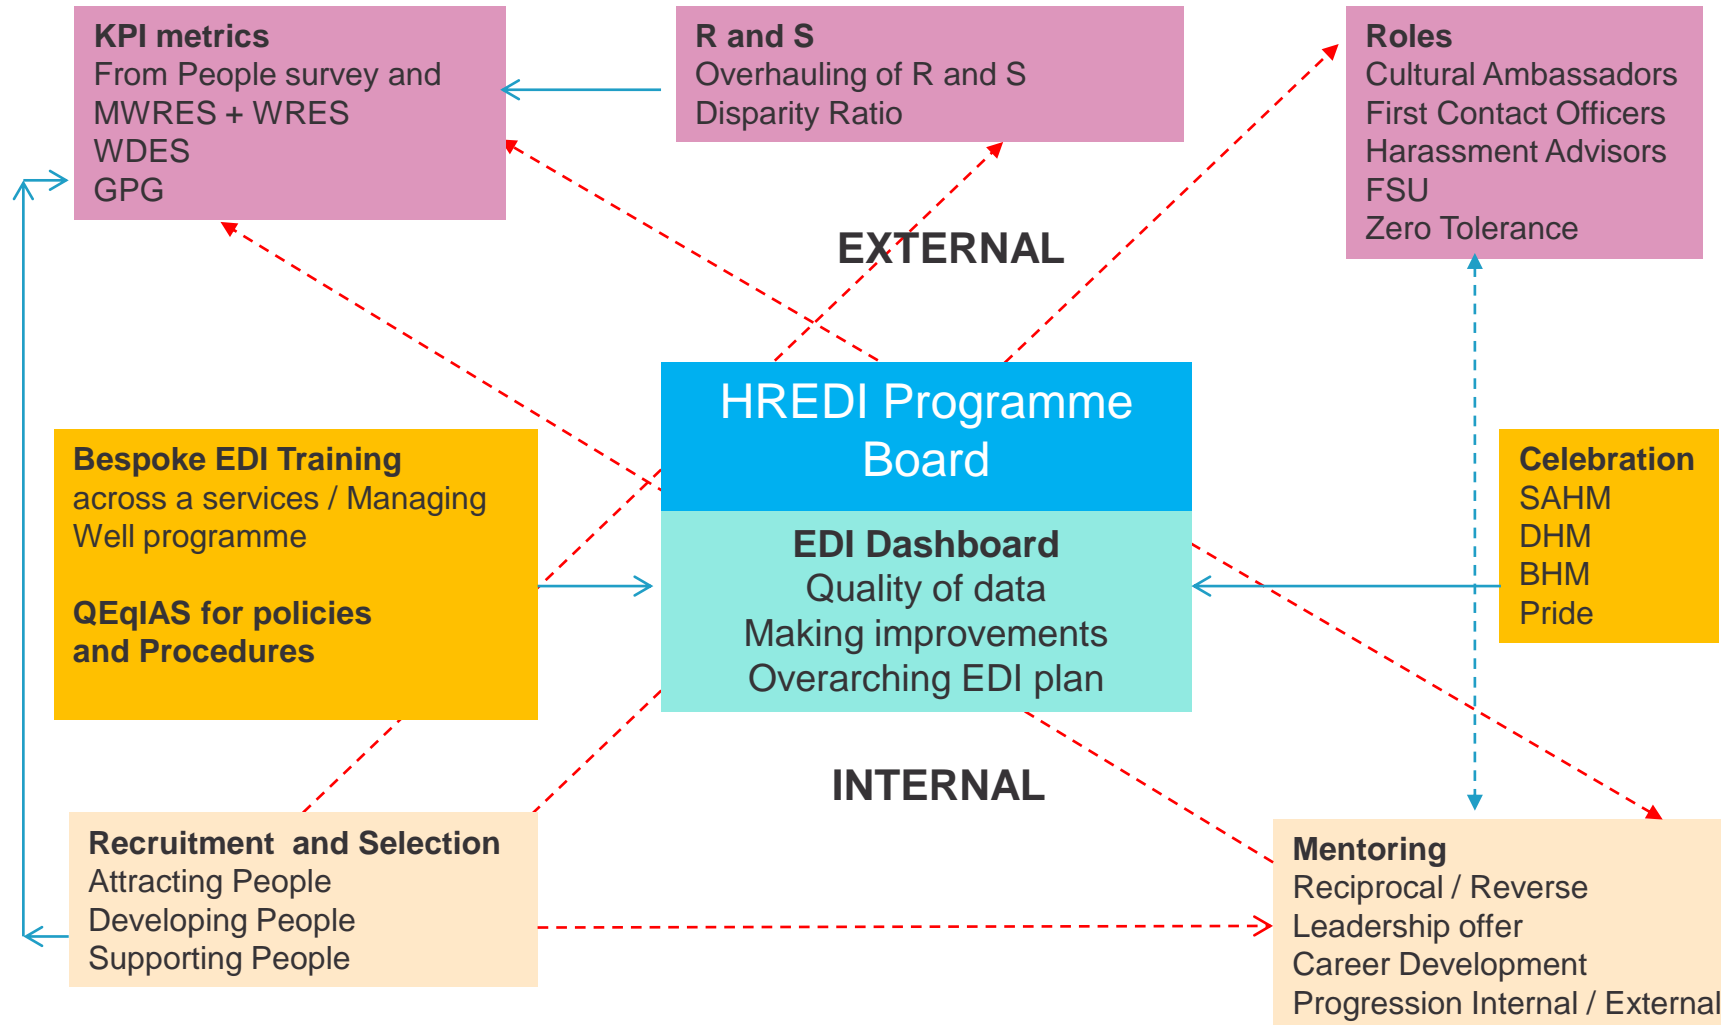 KPI metrics
From People survey and
MWRES + WRES
WDES
GPG
R and S
Overhauling of R and S
Disparity Ratio
Roles
Cultural Ambassadors
First Contact Officers
Harassment Advisors
FSU
Zero Tolerance
EXTERNAL
HREDI Programme
Board
EDI Dashboard
Quality of data
Making improvements
Overarching EDI plan
Bespoke EDI Training
across a services / Managing
Well programme
QEqIAS for policies
and Procedures
Celebration
SAHM
DHM
BHM
Pride
INTERNAL
Recruitment  and Selection
Attracting People
Developing People
Supporting People
Mentoring
Reciprocal / Reverse
Leadership offer
Career Development
Progression Internal / External